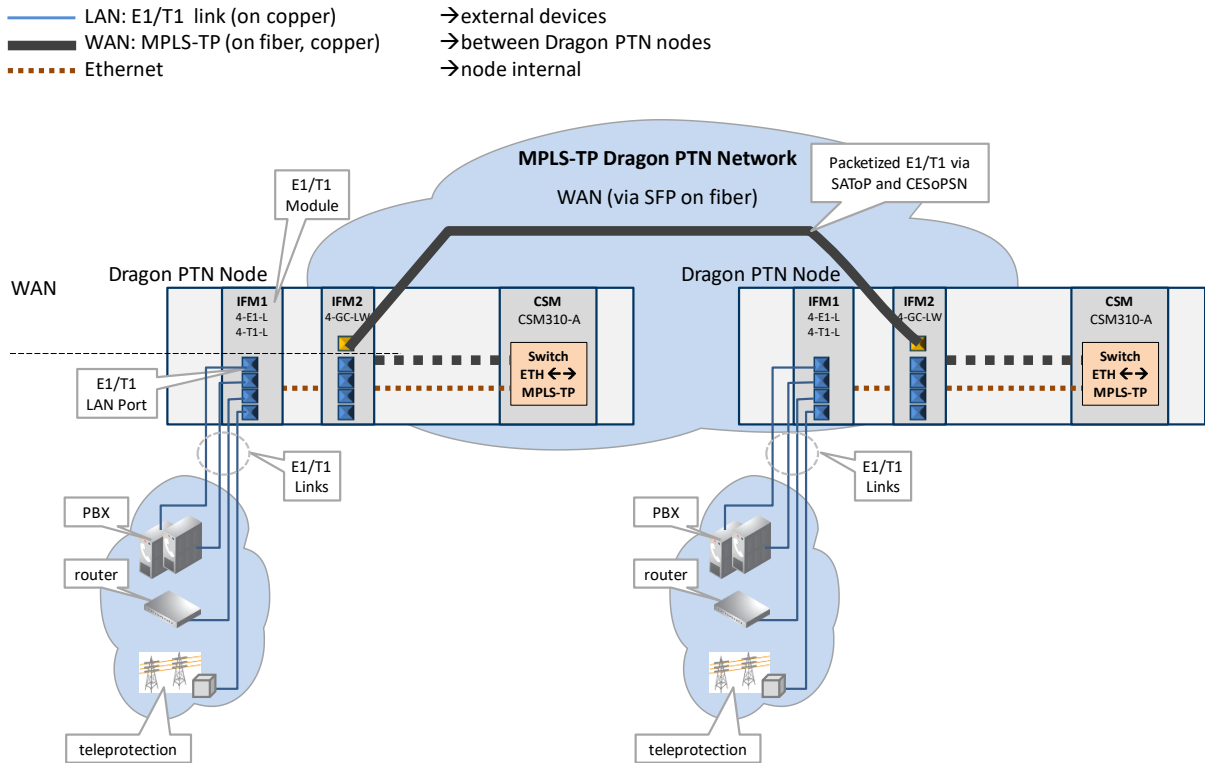 LAN: E1/T1 link (on copper) →external devices
WAN: MPLS-TP (on fiber, copper) →between Dragon PTN nodes
Ethernet →node internal
MPLS-TP Dragon PTN Network
WAN (via SFP on fiber)
Packetized E1/T1 via
SAToP and CESoPSN
E1/T1
Module
Dragon PTN Node
Dragon PTN Node
WAN
IFM1
4-E1-L
4-T1-L
IFM2
4-GC-LW
CSM
CSM310-A
Switch
ETH ←→
MPLS-TP
E1/T1
LAN Port
IFM1
4-E1-L
4-T1-L
IFM2
4-GC-LW
CSM
CSM310-A
Switch
ETH ←→
MPLS-TP
E1/T1
Links
PBX
router
teleprotection
E1/T1
Links
PBX
router
teleprotection